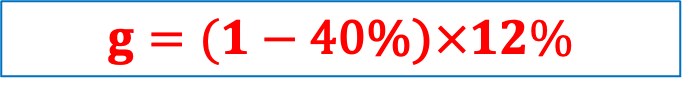 g = (1 − 40%)×12%